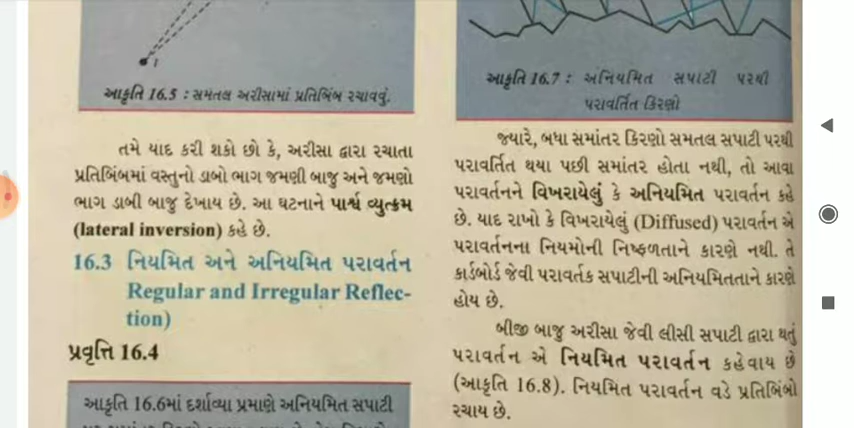 આકૃતિ 16.5 : સમતલ અરીસામાં પ્રતિબિંબ રચાવવું.
તમે યાદ કરી શકો છો કે, અરીસા દ્વારા રચાતા
પ્રતિબિંબમાં વસ્તુનો ડાબો ભાગ જમણી બાજુ અને જમણો
ભાગ ડાબી બાજુ દેખાય છે. આ ઘટનાને પાર્શ્વ વ્યુત્ક્રમ
(lateral inversion) કહે છે.
16.3 નિયમિત અને અનિયમિત પરાવર્તન
Regular and Irregular Reflec-
tion)
પ્રવૃત્તિ 16.4
આકૃતિ 16.6માં દર્શાવ્યા પ્રમાણે અનિયમિત સપાટી
આકૃતિ 16.7 : અનિયમિત સપાટી પરથી
પરાવર્તિત કિરણો
જ્યારે, બધા સમાંતર કિરણો સમતલ સપાટી પરથી
પરાવર્તિત થયા પછી સમાંતર હોતા નથી, તો આવા
પરાવર્તનને વિખરાયેલું કે અનિયમિત પરાવર્તન કહે
છે. યાદ રાખો કે વિખરાયેલું (Diffused) પરાવર્તન એ
પરાવર્તનના નિયમોની નિષ્ફળતાને કારણે નથી. તે
કાર્ડબોર્ડ જેવી પરાવર્તક સપાટીની અનિયમિતતાને કારણે
હોય છે.
બીજી બાજુ અરીસા જેવી લીસી સપાટી દ્વારા થતું
પરાવર્તન એ નિયમિત પરાવર્તન કહેવાય છે
(આકૃતિ 16.8). નિયમિત પરાવર્તન વડે પ્રતિબિંબો
રચાય છે.